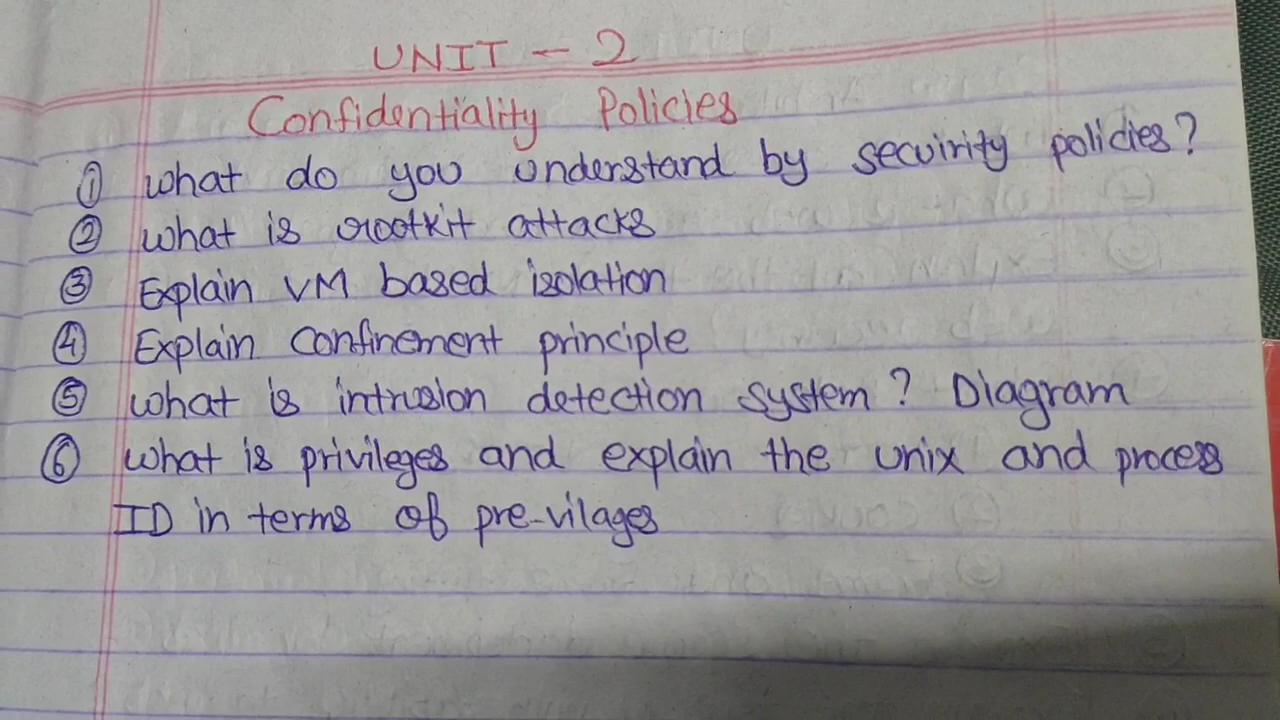 UNIT - 2
Confidentiality Policies
① what do you understand by secuirity policies?
② what is rootkit attacks
③ Explain VM based isolation
④ Explain confinement principle
⑤ what is intrusion detection system? Diagram
⑥ what is privileges and explain the unix and process
ID in terms of pre-vilages